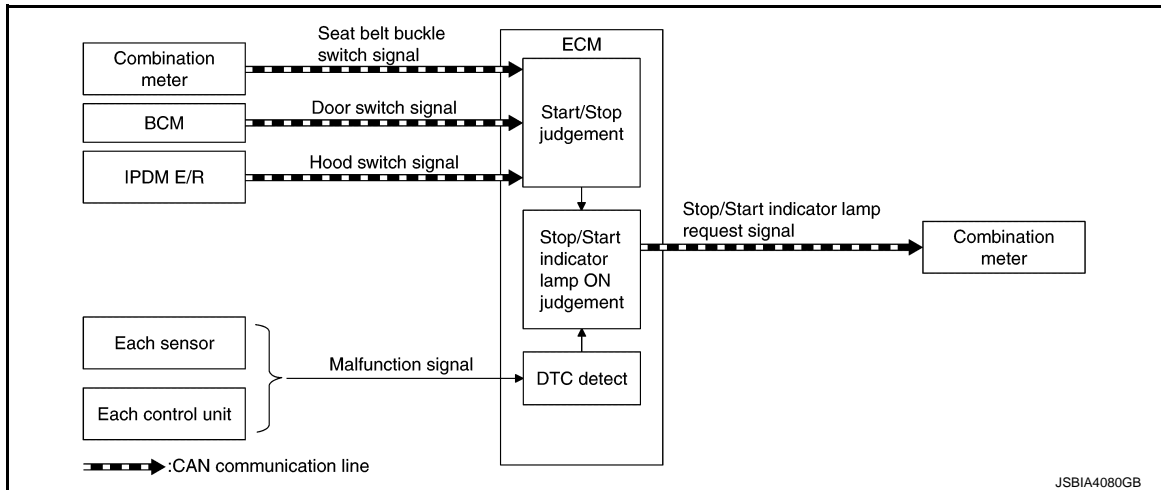 Seat belt buckle
switch signal
ECM
Combination
meter
Start/Stop
judgement
Door switch signal
BCM
Hood switch signal
IPDM E/R
Stop/Start indicator lamp
request signal
Stop/Start
indicator
lamp ON
judgement
Combination
meter
Each sensor
Malfunction signal
DTC detect
Each control unit
:CAN communication line
JSBIA4080GB